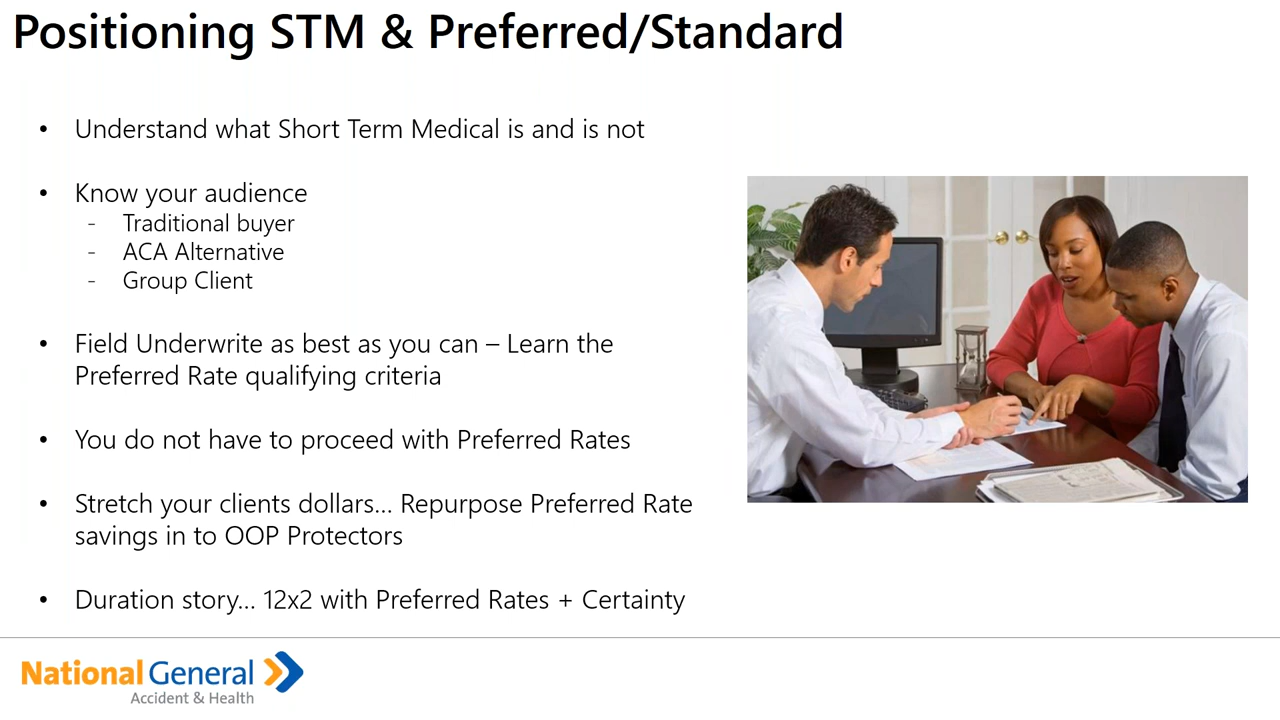 Positioning STM & Preferred/Standard
• Understand what Short Term Medical is and is not
• Know your audience
- Traditional buyer
- ACA Alternative
- Group Client
• Field Underwrite as best as you can – Learn the
Preferred Rate qualifying criteria
• You do not have to proceed with Preferred Rates
• Stretch your clients dollars... Repurpose Preferred Rate
savings in to OOP Protectors
• Duration story... 12x2 with Preferred Rates + Certainty
National General
Accident & Health